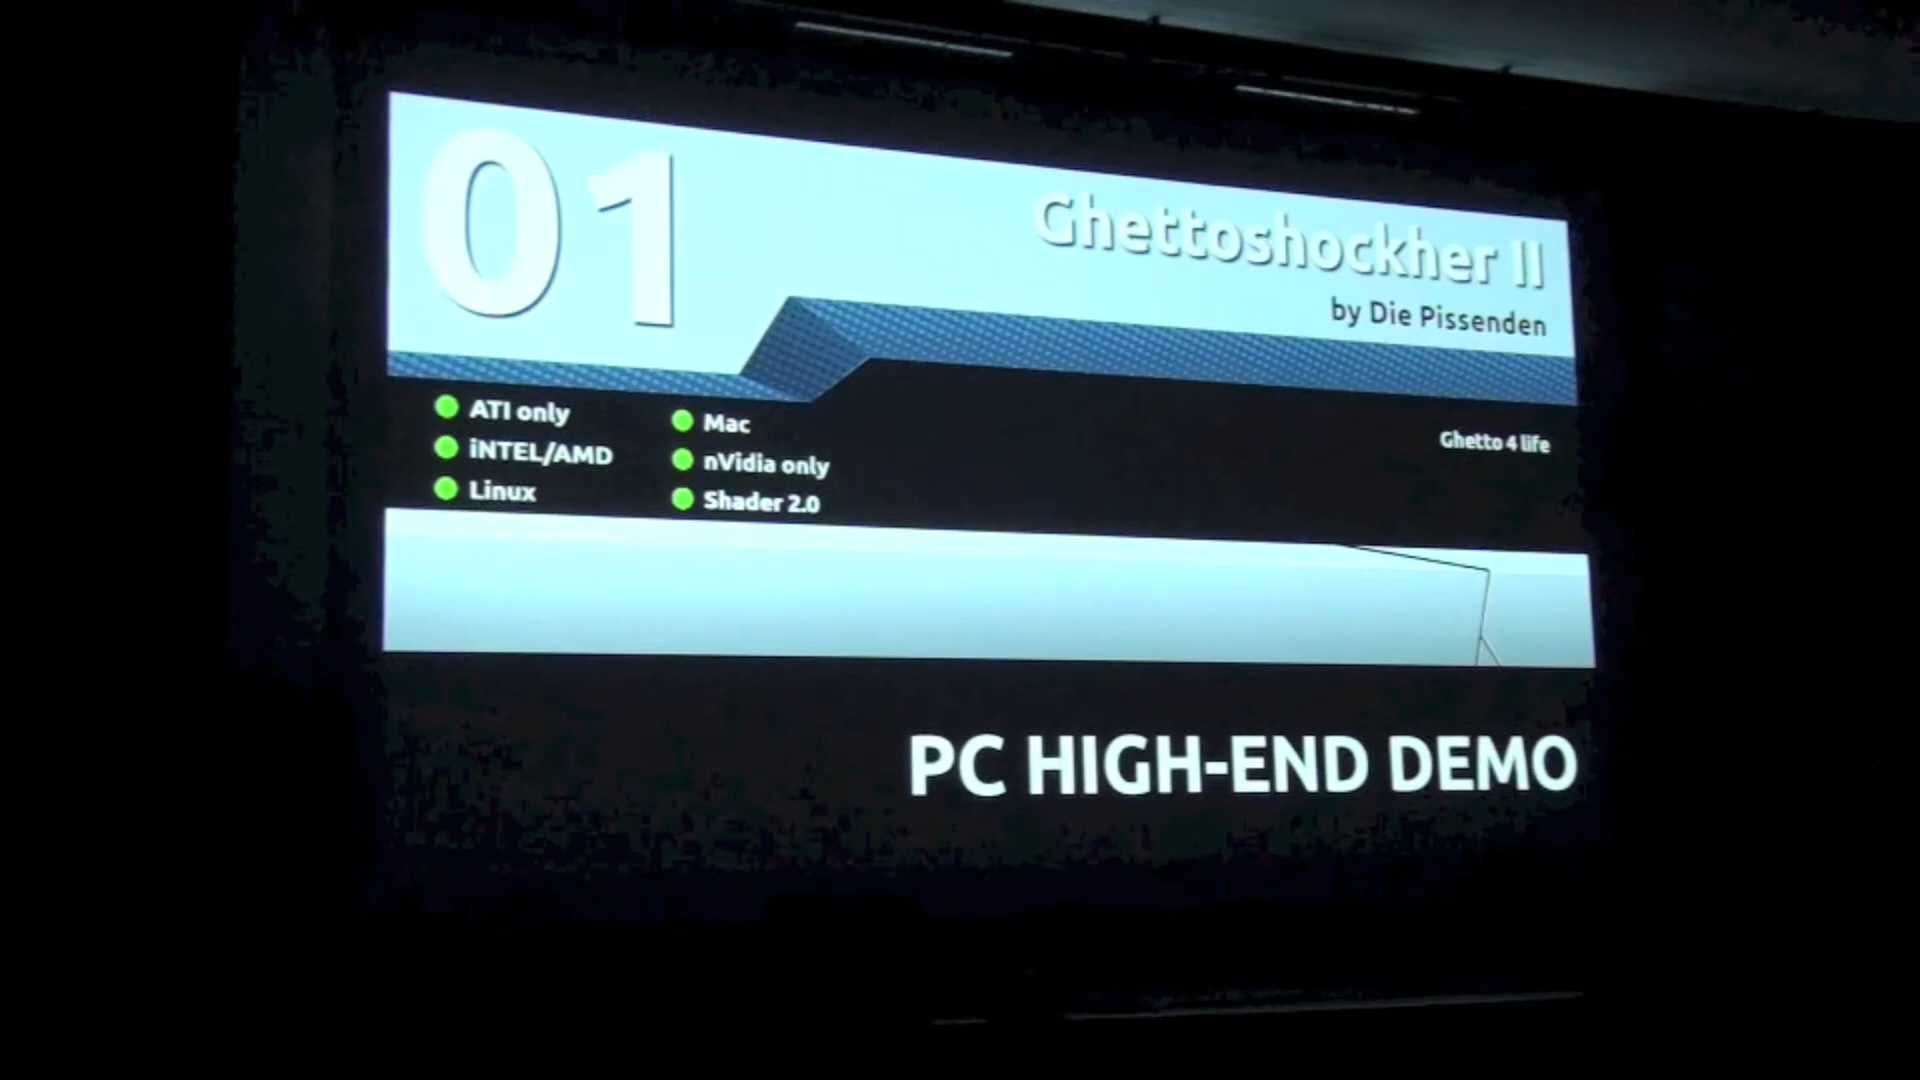 01
Ghettoshockher II
by Die Pissenden
ATI only
iNTEL/AMD
Linux
Mac
nVidia only
Shader 2.0
Ghetto 4 life
PC HIGH-END DEMO